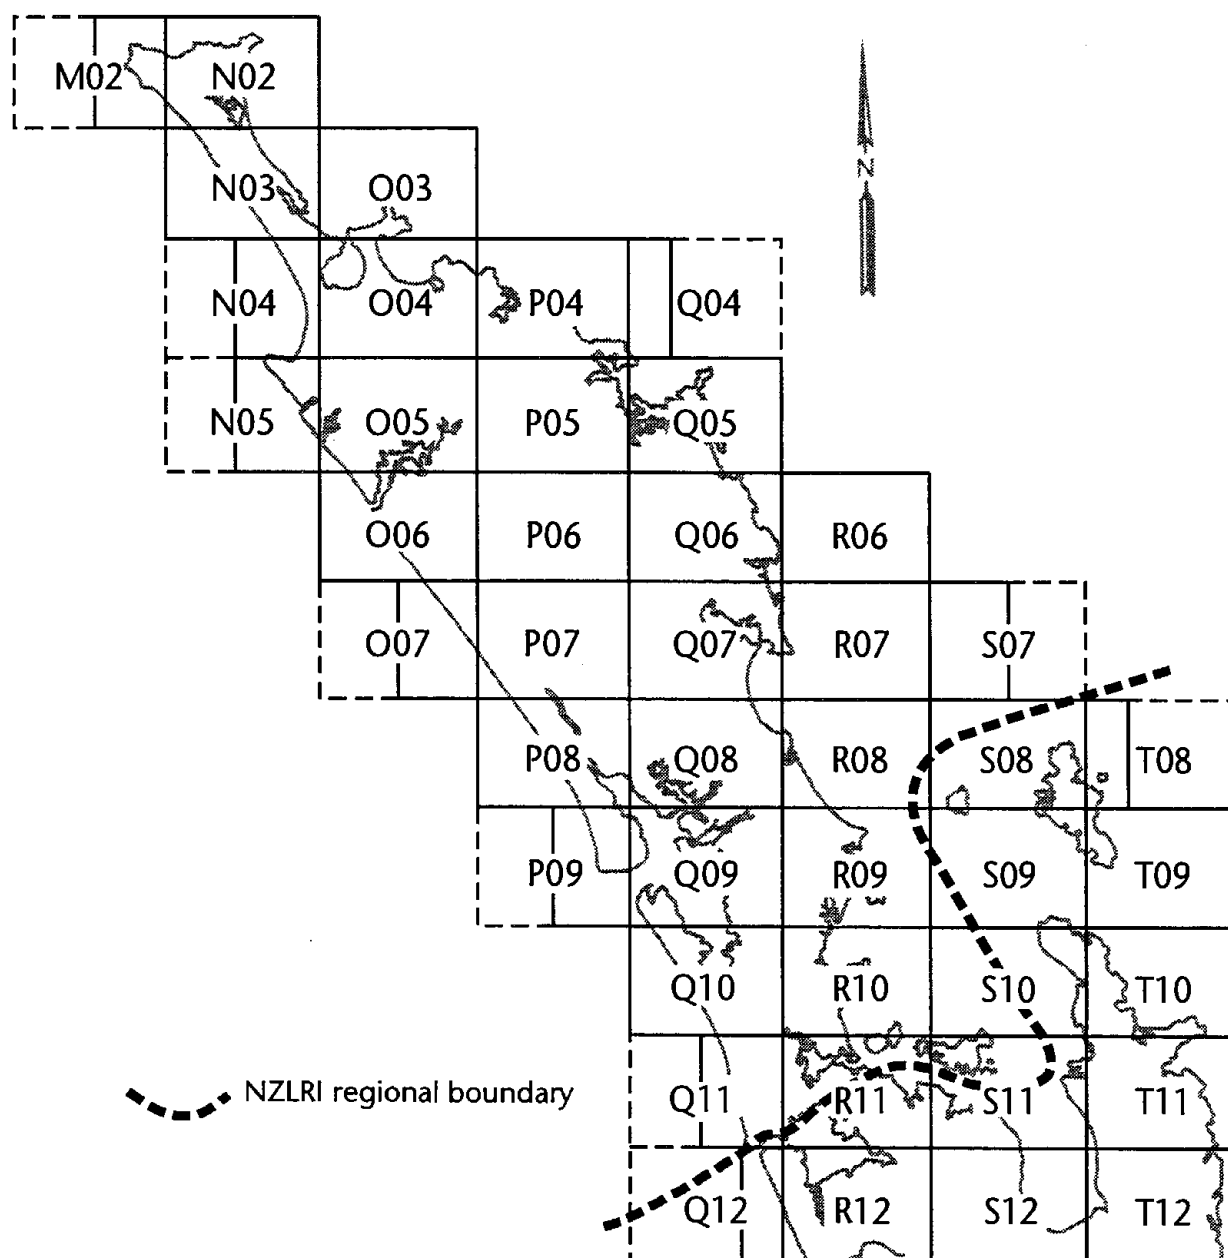 M02 N02
N
N03 O03
N04 O04 P04 Q04
N05 O05 P05 Q05
O06 P06 Q06 R06
O07 P07 Q07 R07 S07
P08 Q08 R08 S08 T08
P09 Q09 R09 S09 T09
Q10 R10 S10 T10
NZLRI regional boundary
Q11 R11 S11 T11
Q12 R12 S12 T12